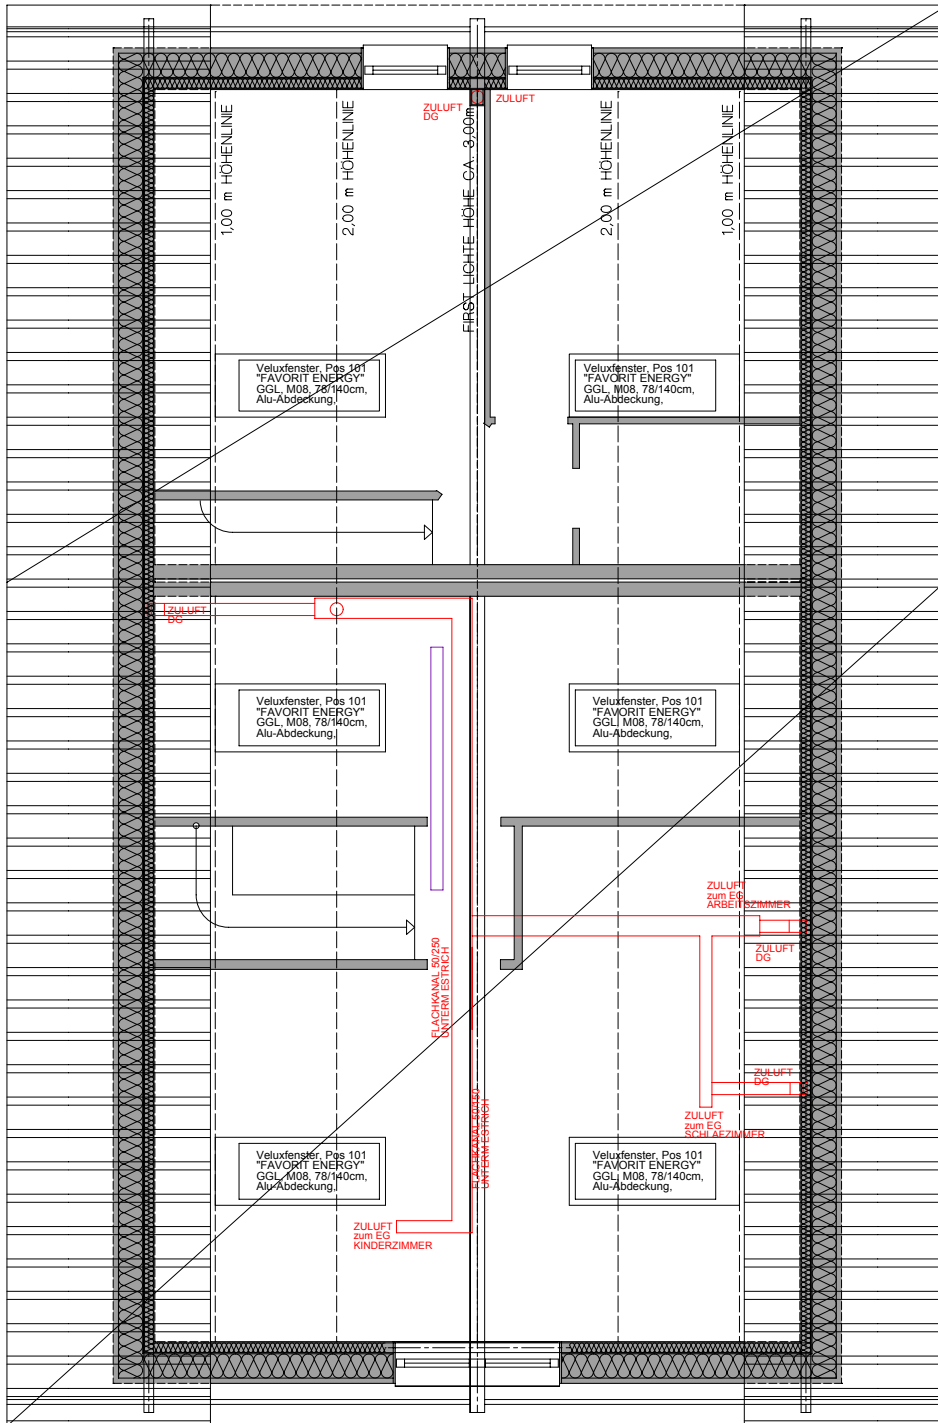 ZULUFT
DG
ZULUFT
1,00 m HÖHENLINIE
2,00 m HÖHENLINIE
FIRST LICHTE HÖHE CA. 3,00m
2,00 m HÖHENLINIE
1,00 m HÖHENLINIE
Veluxfenster, Pos 101
"FAVORIT ENERGY"
GGL, M08, 78/140cm,
Alu-Abdeckung,
Veluxfenster, Pos 101
"FAVORIT ENERGY"
GGL, M08, 78/140cm,
Alu-Abdeckung,
ZULUFT
DG
Veluxfenster, Pos 101
"FAVORIT ENERGY"
GGL, M08, 78/140cm,
Alu-Abdeckung,
Veluxfenster, Pos 101
"FAVORIT ENERGY"
GGL, M08, 78/140cm,
Alu-Abdeckung,
ZULUFT
zum EG
ARBEITSZIMMER
ZULUFT
DG
FLACHKANAL 50/250
UNTERM ESTRICH
ZULUFT
DG
FLACHKANAL 50/150
UNTERM ESTRICH
ZULUFT
zum EG
SCHLAFZIMMER
Veluxfenster, Pos 101
"FAVORIT ENERGY"
GGL, M08, 78/140cm,
Alu-Abdeckung,
Veluxfenster, Pos 101
"FAVORIT ENERGY"
GGL, M08, 78/140cm,
Alu-Abdeckung,
ZULUFT
zum EG
KINDERZIMMER